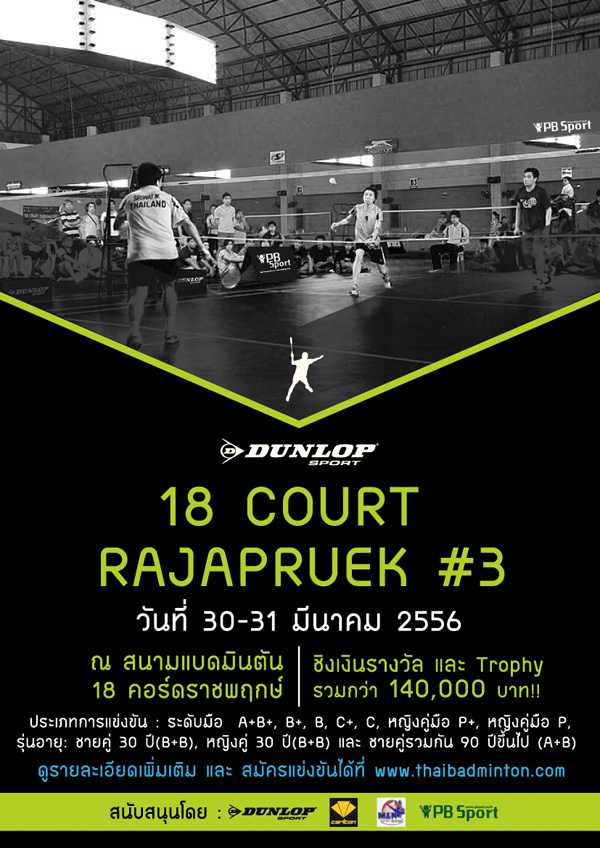 PB Sport
THAILAND
PB Sport
DUNLOP
DUNLOP
SPORT
18 COURT
RAJAPRUEK #3
วันที่ 30-31 มีนาคม 2556
ณ สนามแบดมินตัน
18 คอร์ดราชพฤกษ์
ชิงเงินรางวัล และ Trophy
รวมกว่า 140,000 บาท!!
ประเภทการแข่งขัน : ระดับมือ A+B+, B+, B, C+, C, หญิงคู่มือ P+, หญิงคู่มือ P,
รุ่นอายุ: ชายคู่ 30 ปี(B+B), หญิงคู่ 30 ปี(B+B) และ ชายคู่รวมกัน 90 ปีขึ้นไป (A+B)
ดูรายละเอียดเพิ่มเติม และ สมัครแข่งขันได้ที่ www.thaibadminton.com
สนับสนุนโดย : DUNLOP SPORT carlton M&N PB Sport